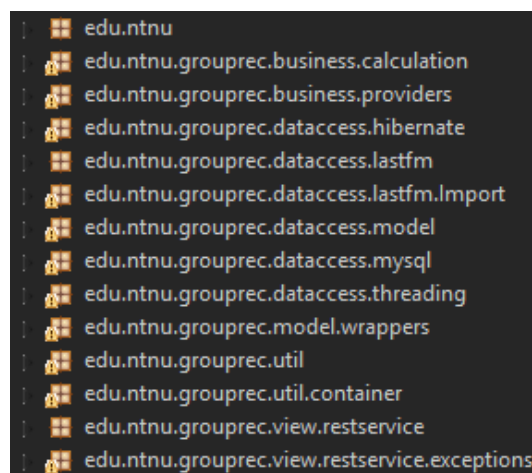 edu.ntnu
edu.ntnu.grouprec.business.calculation
edu.ntnu.grouprec.business.providers
edu.ntnu.grouprec.dataccess.hibernate
edu.ntnu.grouprec.dataccess.lastfm
edu.ntnu.grouprec.dataccess.lastfm.Import
edu.ntnu.grouprec.dataccess.model
edu.ntnu.grouprec.dataccess.mysql
edu.ntnu.grouprec.dataccess.threading
edu.ntnu.grouprec.model.wrappers
edu.ntnu.grouprec.util
edu.ntnu.grouprec.util.container
edu.ntnu.grouprec.view.restservice
edu.ntnu.grouprec.view.restservice.exceptions